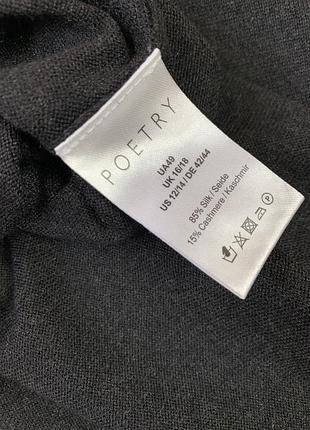 POETRY
UA49
UK 16/18
US 12/14 / DE 42/44
85% Silk / Seide
15% Cashmere / Kaschmir